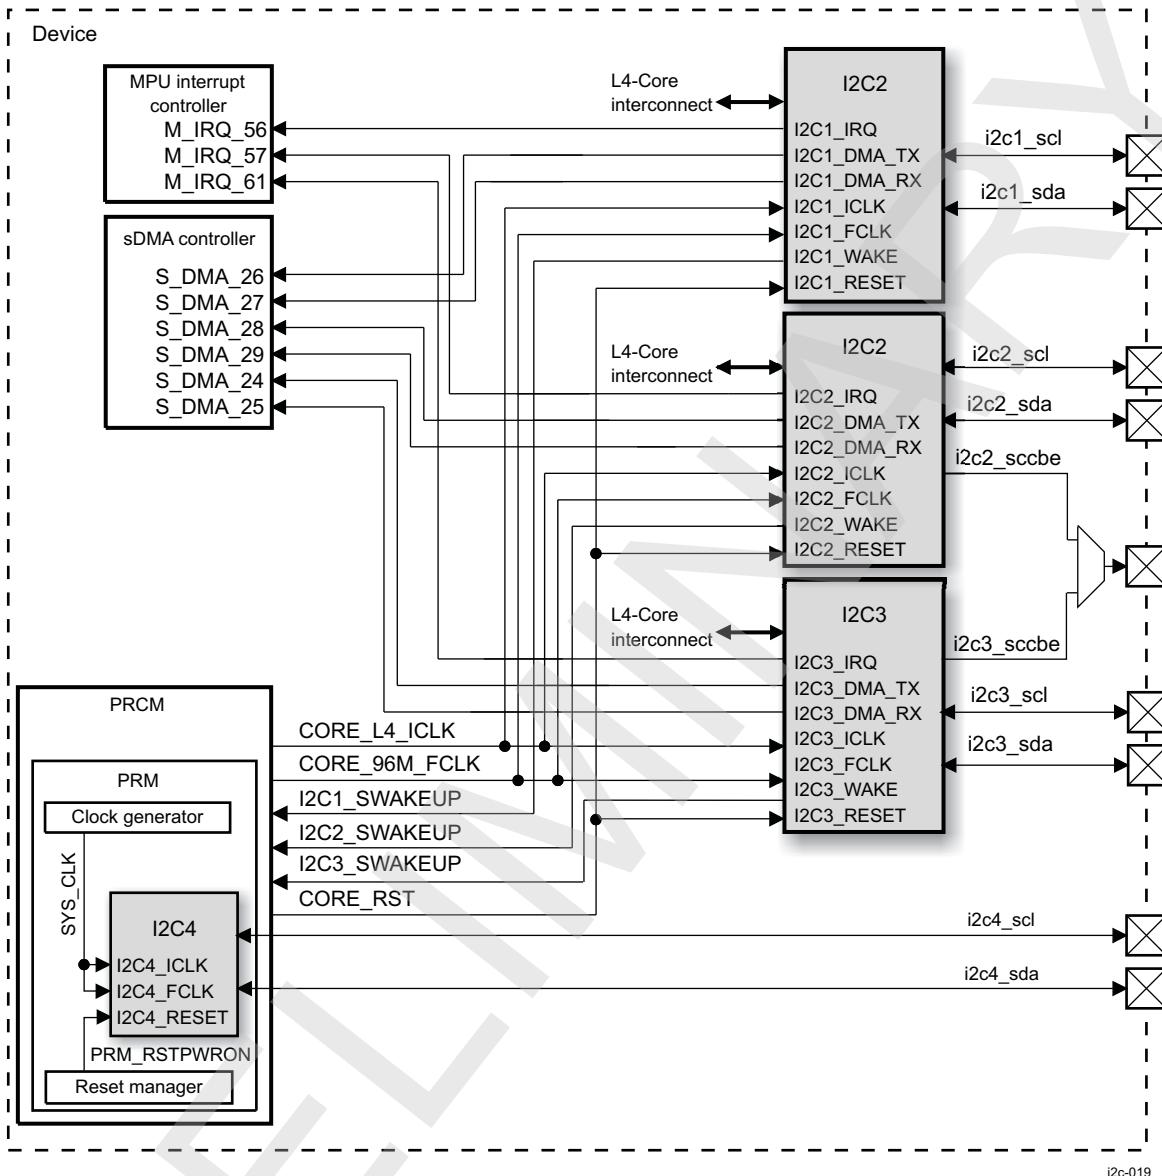 Device
MPU interrupt
controller
M_IRQ_56
M_IRQ_57
M_IRQ_61
sDMA controller
S_DMA_26
S_DMA_27
S_DMA_28
S_DMA_29
S_DMA_24
S_DMA_25
L4-Core
interconnect
I2C2
I2C1_IRQ
I2C1_DMA_TX
I2C1_DMA_RX
I2C1_ICLK
I2C1_FCLK
I2C1_WAKE
I2C1_RESET
i2c1_scl
i2c1_sda
L4-Core
interconnect
I2C2
I2C2_IRQ
I2C2_DMA_TX
I2C2_DMA_RX
I2C2_ICLK
I2C2_FCLK
I2C2_WAKE
I2C2_RESET
i2c2_scl
i2c2_sda
i2c2_sccbe
L4-Core
interconnect
I2C3
I2C3_IRQ
I2C3_DMA_TX
I2C3_DMA_RX
I2C3_ICLK
I2C3_FCLK
I2C3_WAKE
I2C3_RESET
i2c3_sccbe
i2c3_scl
i2c3_sda
PRCM
CORE_L4_ICLK
CORE_96M_FCLK
I2C1_SWAKEUP
I2C2_SWAKEUP
I2C3_SWAKEUP
CORE_RST
PRM
Clock generator
SYS_CLK
I2C4
I2C4_ICLK
I2C4_FCLK
I2C4_RESET
PRM_RSTPWRON
Reset manager
i2c4_scl
i2c4_sda
i2c-019
ELIMINARY